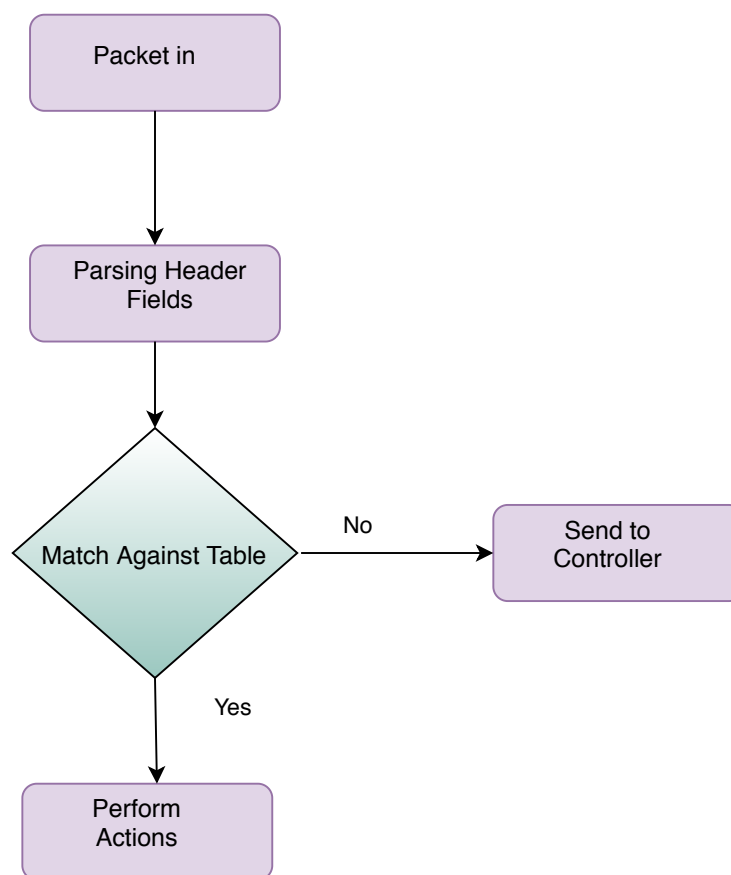 Packet in
Parsing Header
Fields
Match Against Table
No
Send to
Controller
Yes
Perform
Actions